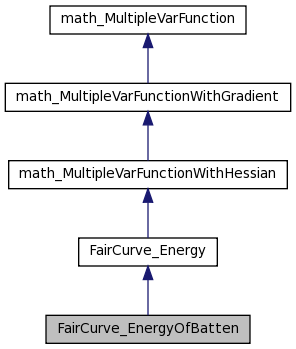 math_MultipleVarFunction
math_MultipleVarFunctionWithGradient
math_MultipleVarFunctionWithHessian
FairCurve_Energy
FairCurve_EnergyOfBatten